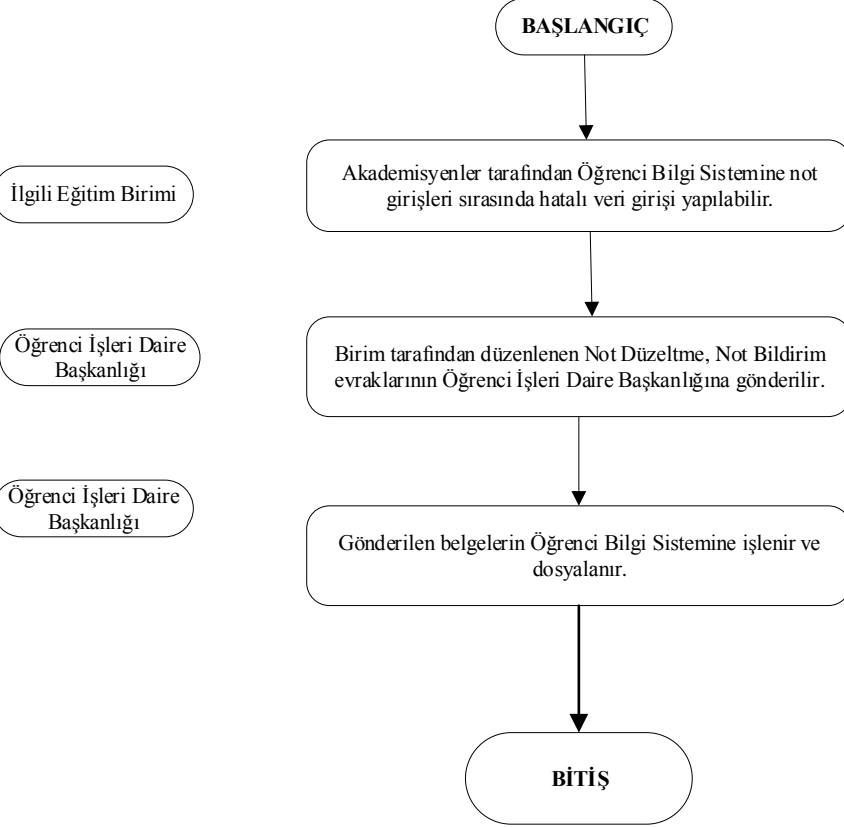 BAŞLANGIÇ
İlgili Eğitim Birimi
Akademisyenler tarafından Öğrenci Bilgi Sistemine not
girişleri sırasında hatalı veri girişi yapılabilir.
Öğrenci İşleri Daire
Başkanlığı
Birim tarafından düzenlenen Not Düzeltme, Not Bildirim
evraklarının Öğrenci İşleri Daire Başkanlığına gönderilir.
Öğrenci İşleri Daire
Başkanlığı
Gönderilen belgelerin Öğrenci Bilgi Sistemine işlenir ve
dosyalanır.
BİTİŞ